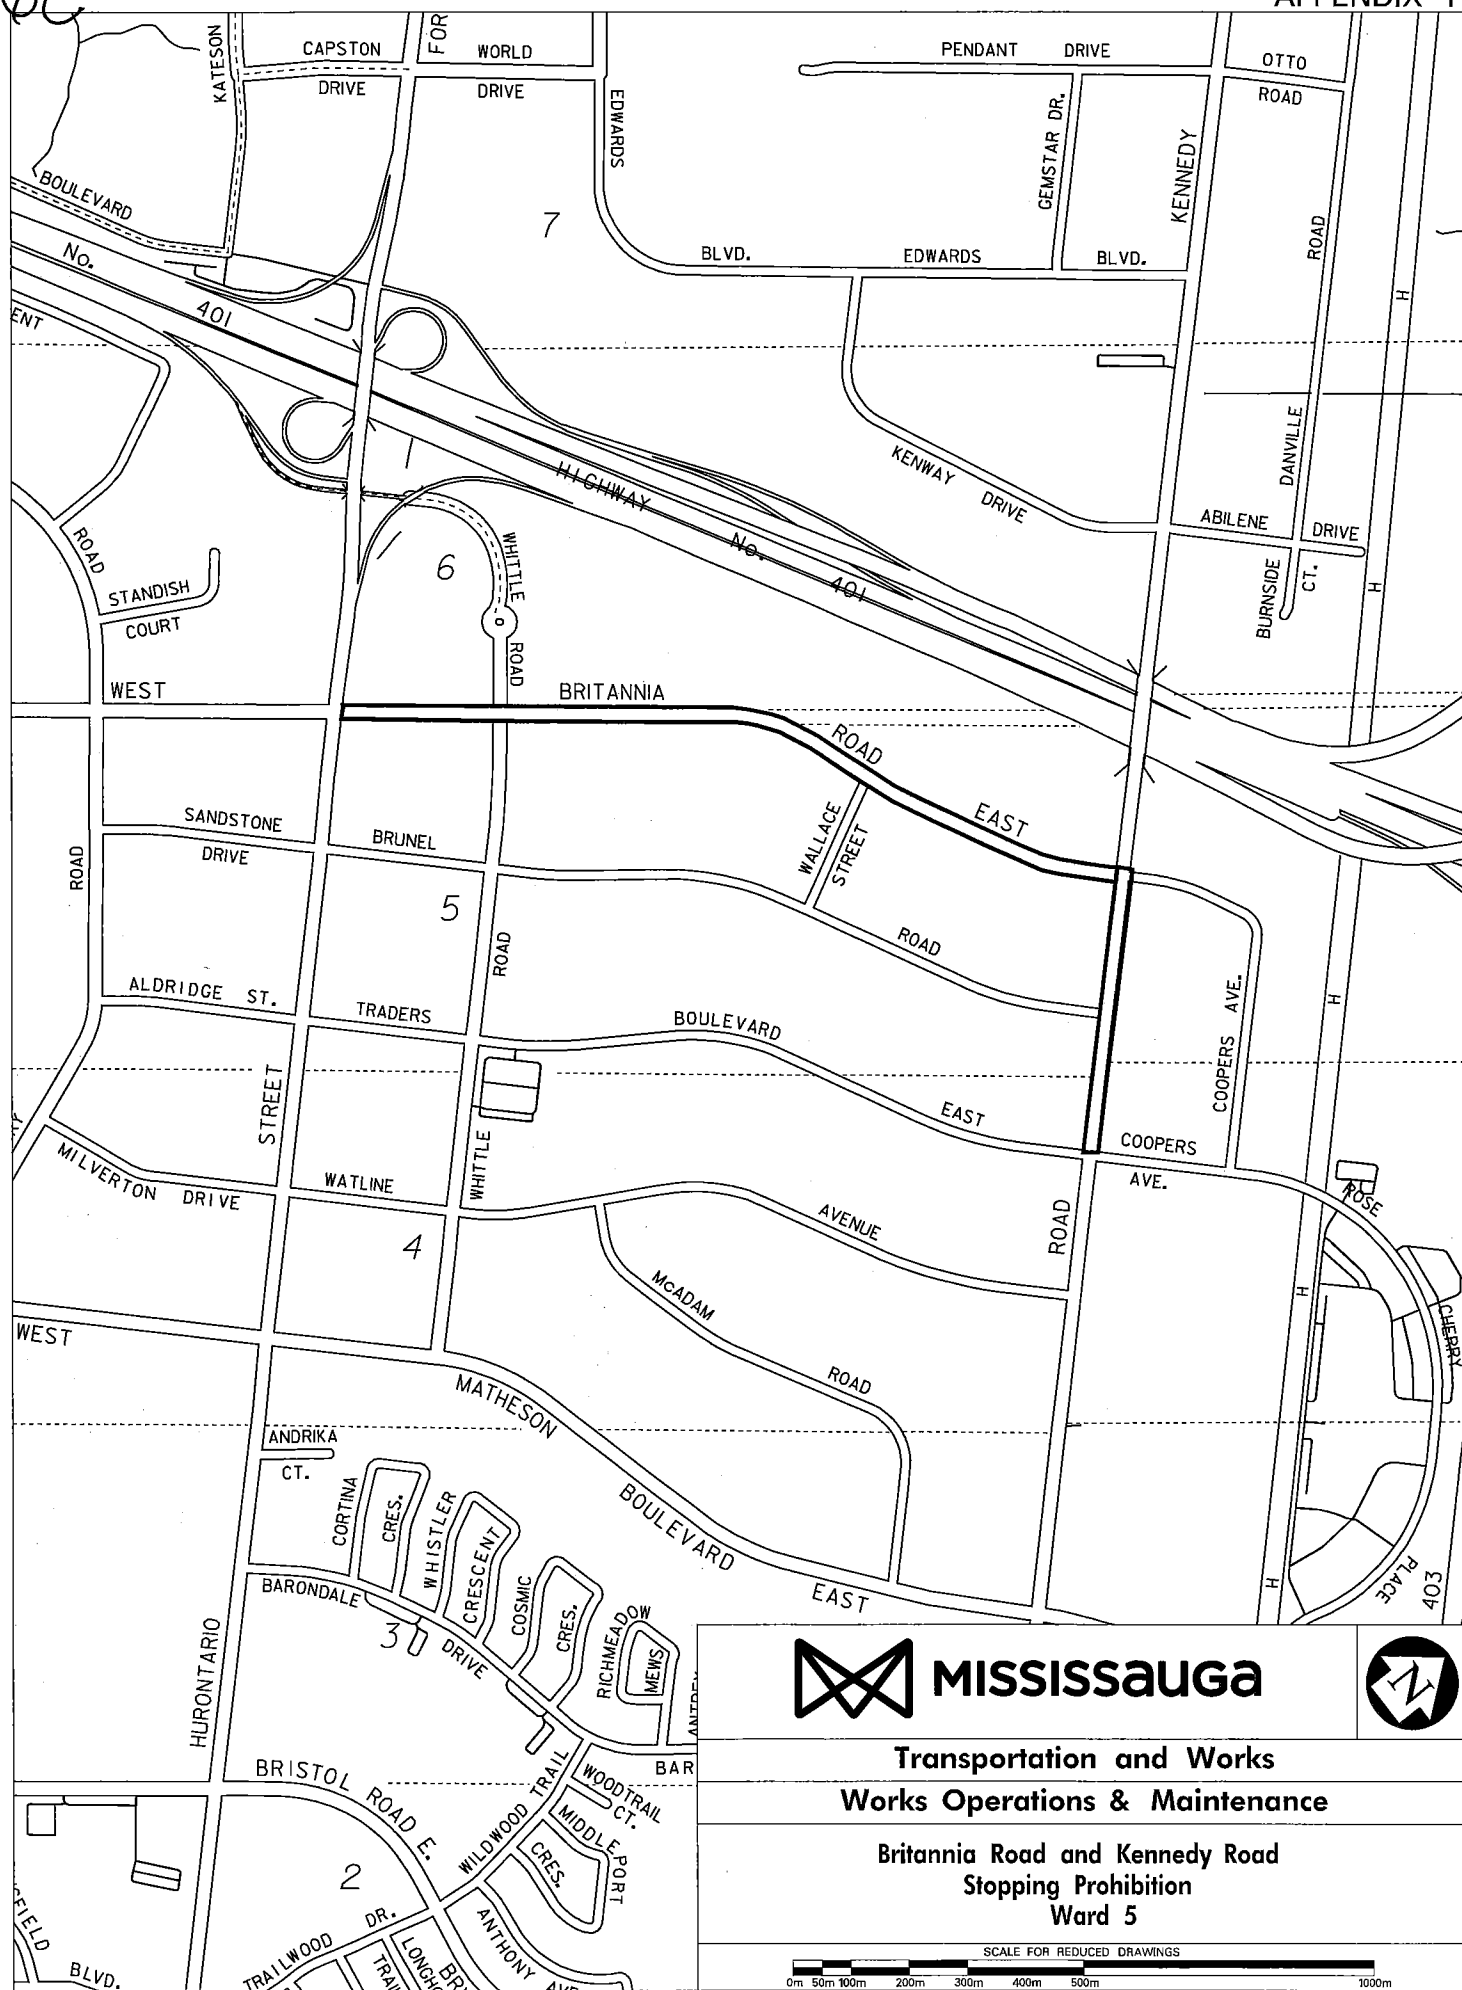 APPENDIX 1
KATESON
CAPSTON
DRIVE
FOR
WORLD
DRIVE
EDWARDS
PENDANT DRIVE
OTTO
ROAD
GEMSTAR DR.
KENNEDY
ROAD
BOULEVARD
7
BLVD.
EDWARDS
BLVD.
No.
401
ENT
H
DANVILLE
KENWAY
DRIVE
HIGHWAY
No.
401
ABILENE
DRIVE
BURNSIDE
CT.
H
ROAD
6
WHITTLE
ROAD
STANDISH
COURT
WEST
BRITANNIA
ROAD
EAST
SANDSTONE
DRIVE
BRUNEL
WALLACE
STREET
ROAD
5
ROAD
ROAD
ALDRIDGE ST.
TRADERS
BOULEVARD
COOPERS AVE.
H
STREET
EAST
COOPERS
AVE.
MILVERTON DRIVE
WATLINE
WHITTLE
AVENUE
ROAD
ROSE
4
McADAM
ROAD
H
CHERRY
WEST
MATHESON
BOULEVARD
EAST
ANDRIKA
CT.
CORTINA
CRES.
WHISTLER
CRESCENT
COSMIC
CRES.
RICHMEADOW
MEWS
BARONDALE
DRIVE
3
H
PLACE
403
HURONTARIO
BAR
BRISTOL ROAD E.
WILDWOOD TRAIL
WOODTRAIL
CT.
MIDDLEPORT
CRES.
2
TRAILWOOD
DR.
ANTHONY AVE
BLVD.
MISSISSAUGA
N
Transportation and Works
Works Operations & Maintenance
Britannia Road and Kennedy Road
Stopping Prohibition
Ward 5
SCALE FOR REDUCED DRAWINGS
0m 50m 100m 200m 300m 400m 500m 1000m